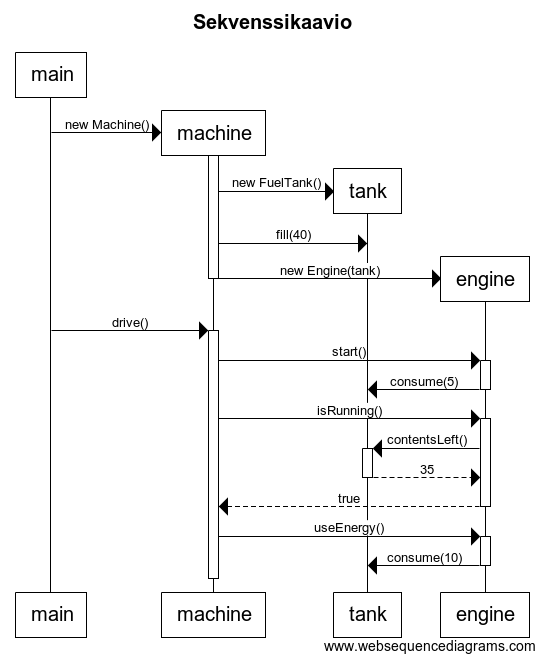 Sekvenssikaavio
main
new Machine()
machine
new FuelTank()
tank
fill(40)
new Engine(tank)
engine
drive()
start()
consume(5)
isRunning()
contentsLeft()
35
true
useEnergy()
consume(10)
main machine tank engine
www.websequencediagrams.com